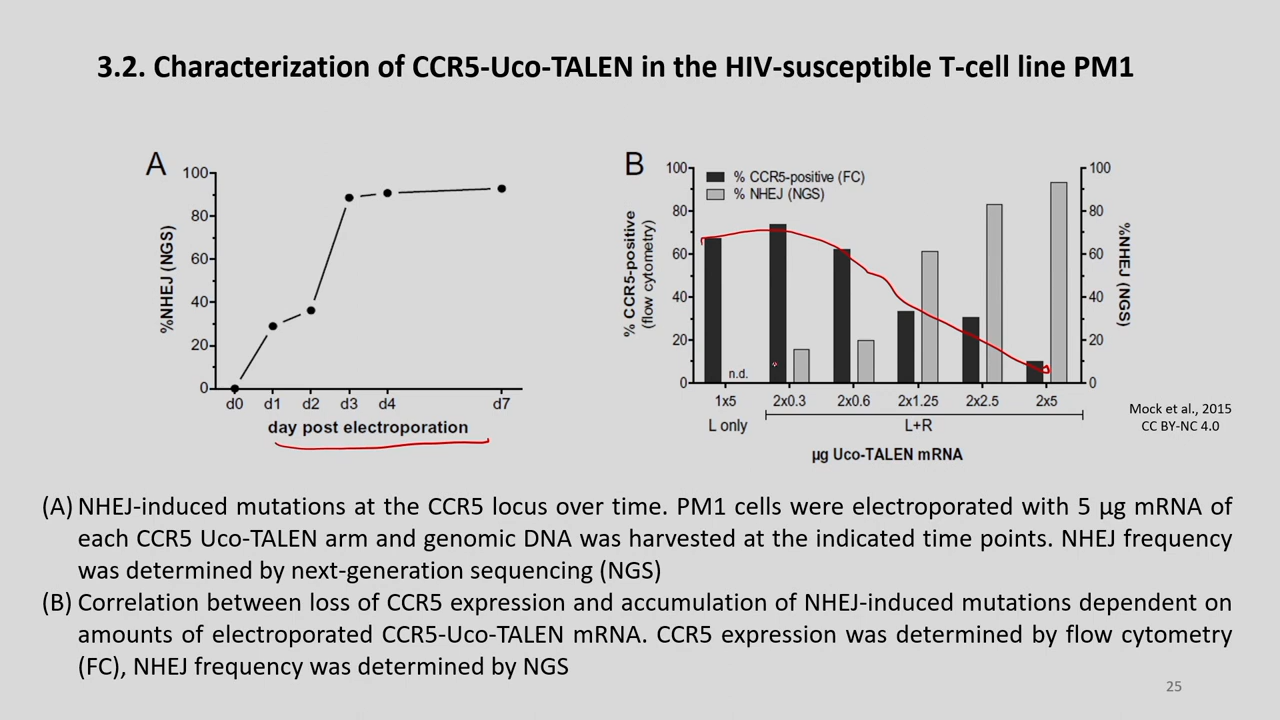 3.2. Characterization of CCR5-Uco-TALEN in the HIV-susceptible T-cell line PM1
A
100
80
60
40
20
0
%NHEJ (NGS)
d0 d1 d2 d3 d4 d7
day post electroporation
B
100
80
60
40
20
0
% CCR5-positive
(flow cytometry)
% CCR5-positive (FC)
% NHEJ (NGS)
n.d.
100
80
60
40
20
0
%NHEJ (NGS)
1x5 2x0.3 2x0.6 2x1.25 2x2.5 2x5
L only L+R
µg Uco-TALEN mRNA
Mock et al., 2015
CC BY-NC 4.0
(A) NHEJ-induced mutations at the CCR5 locus over time. PM1 cells were electroporated with 5 µg mRNA of
each CCR5 Uco-TALEN arm and genomic DNA was harvested at the indicated time points. NHEJ frequency
was determined by next-generation sequencing (NGS)
(B) Correlation between loss of CCR5 expression and accumulation of NHEJ-induced mutations dependent on
amounts of electroporated CCR5-Uco-TALEN mRNA. CCR5 expression was determined by flow cytometry
(FC), NHEJ frequency was determined by NGS
25